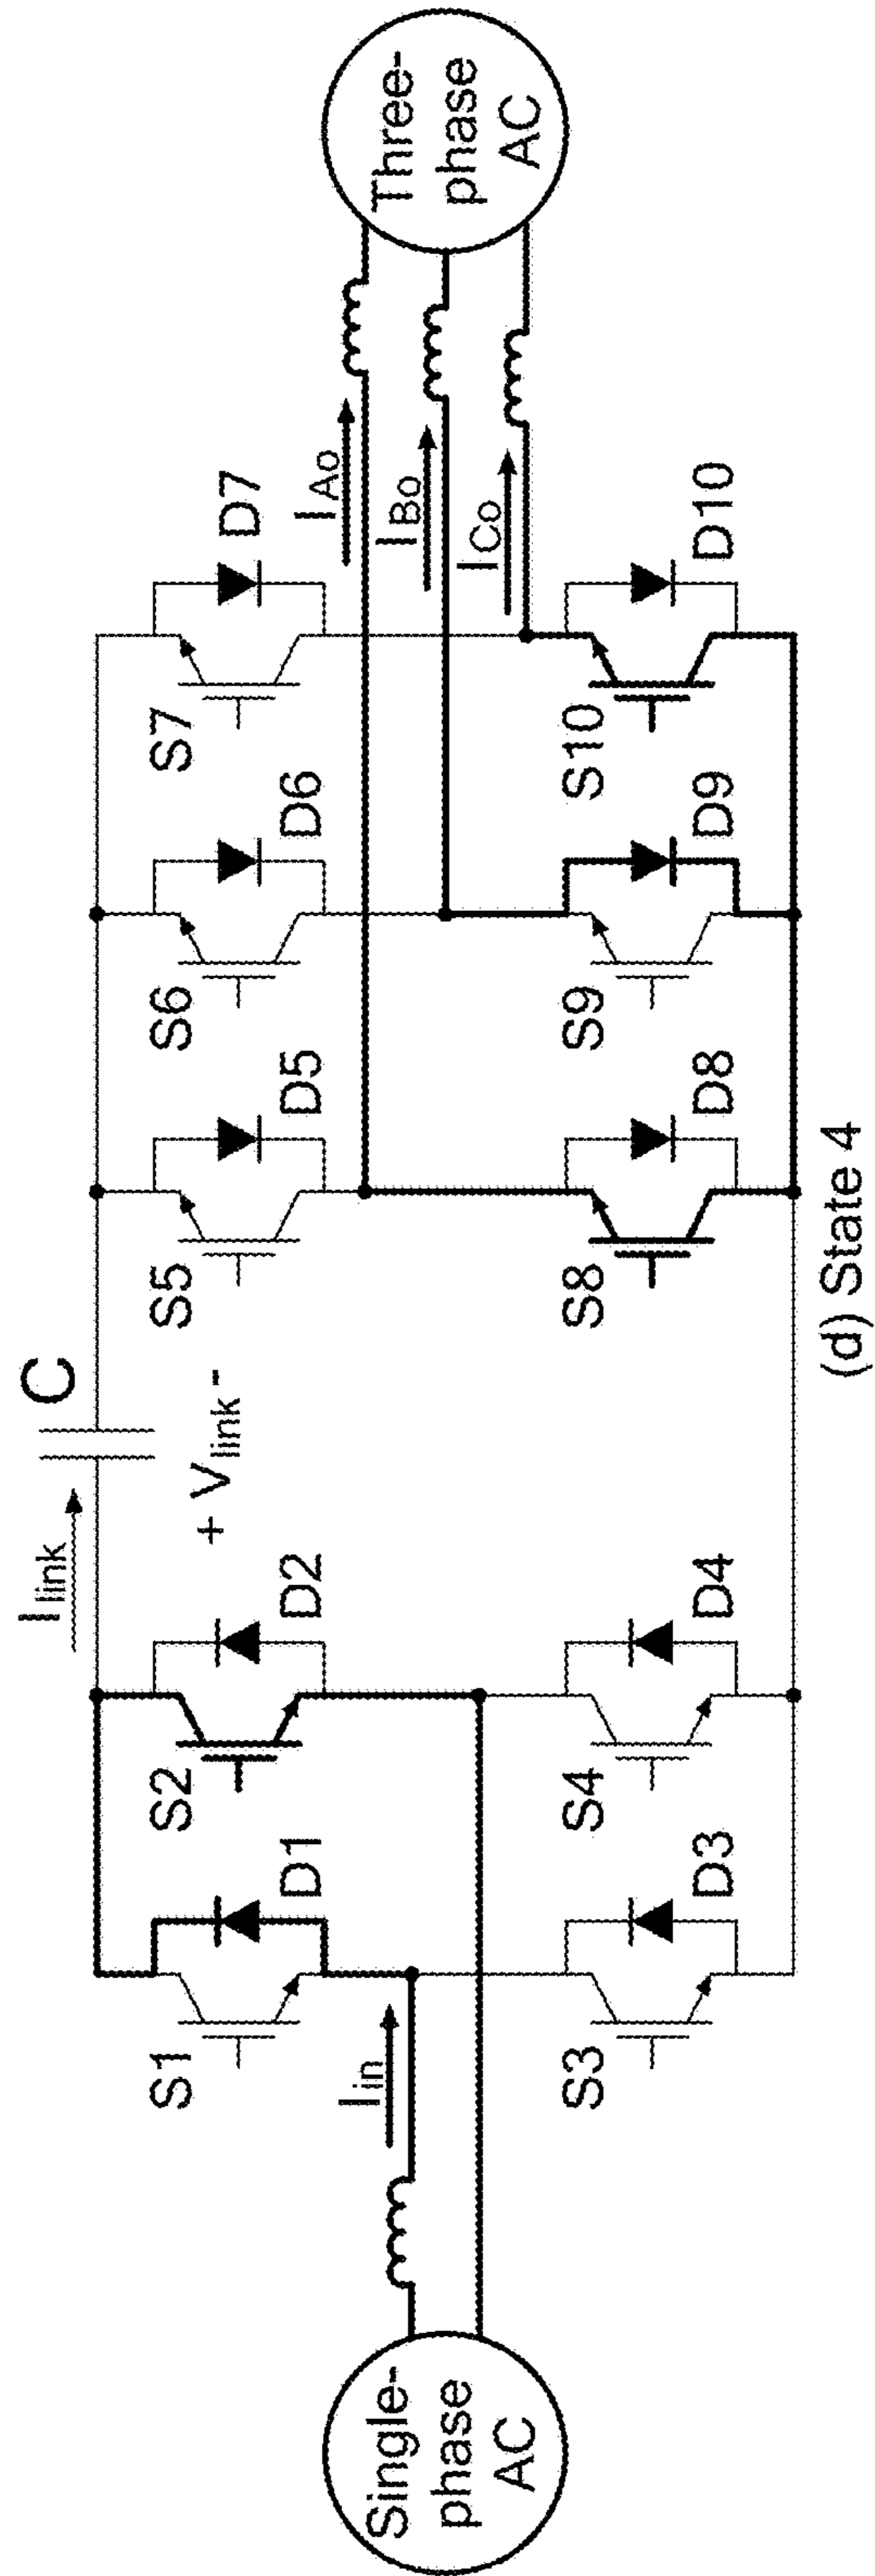 I_link
C
+ V_link -
S1
D1
S2
D2
S5
D5
S6
D6
S7
D7
Single-
phase
AC
I_in
I_Ao
I_Bo
I_Co
Three-
phase
AC
S3
D3
S4
D4
S8
D8
S9
D9
S10
D10
(d) State 4